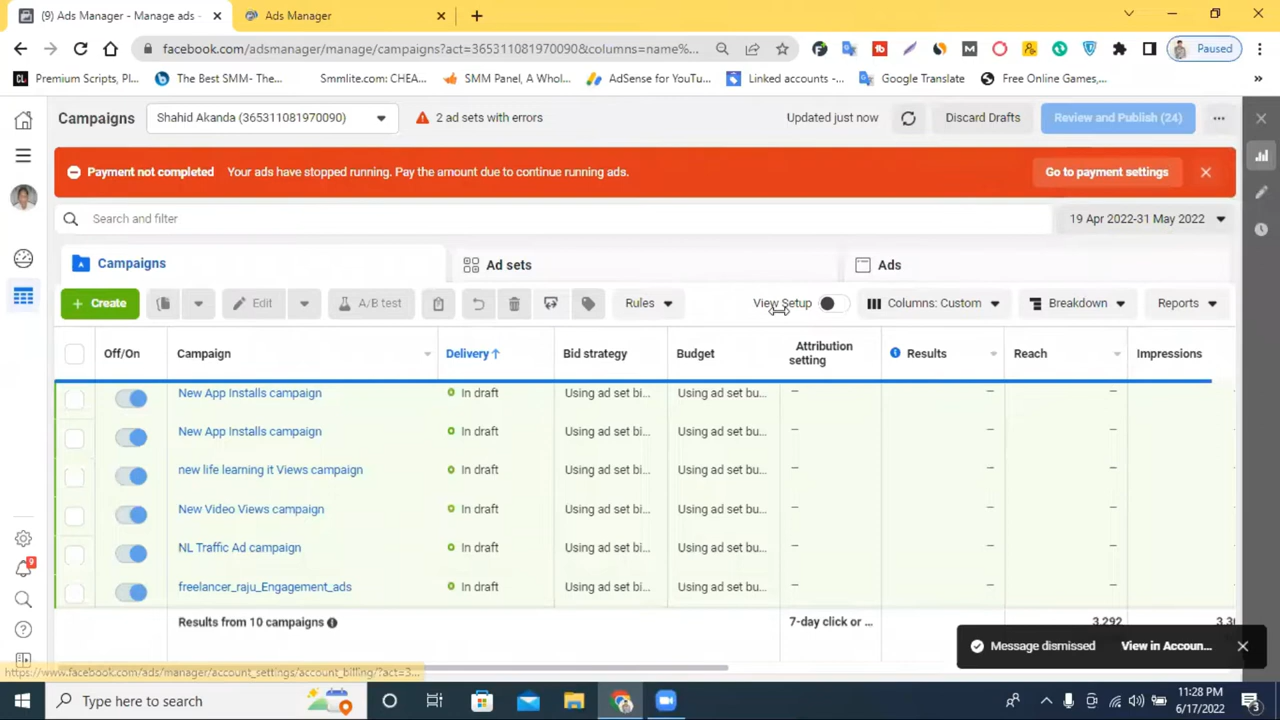 (9) Ads Manager - Manage ads -
Ads Manager
facebook.com/adsmanager/manage/campaigns?act=365311081970090&columns=name%...
Paused
Premium Scripts, Pl...
The Best SMM- The...
Smmlite.com: CHEA...
SMM Panel, A Whol...
AdSense for YouTu...
Linked accounts -...
Google Translate
Free Online Games,...
Campaigns
Shahid Akanda (365311081970090)
2 ad sets with errors
Updated just now
Discard Drafts
Review and Publish (24)
Payment not completed
Your ads have stopped running. Pay the amount due to continue running ads.
Go to payment settings
Search and filter
19 Apr 2022-31 May 2022
Campaigns
Ad sets
Ads
+ Create
Edit
A/B test
Rules
View Setup
Columns: Custom
Breakdown
Reports
Off/On
Campaign
Delivery ↑
Bid strategy
Budget
Attribution setting
Results
Reach
Impressions
New App Installs campaign
In draft
Using ad set bi...
Using ad set bu...
–
–
–
New App Installs campaign
In draft
Using ad set bi...
Using ad set bu...
–
–
–
new life learning it Views campaign
In draft
Using ad set bi...
Using ad set bu...
–
–
–
New Video Views campaign
In draft
Using ad set bi...
Using ad set bu...
–
–
–
NL Traffic Ad campaign
In draft
Using ad set bi...
Using ad set bu...
–
–
–
freelancer_raju_Engagement_ads
In draft
Using ad set bi...
Using ad set bu...
–
–
–
Results from 10 campaigns
7-day click or ...
3,292
Message dismissed
View in Accoun...
https://www.facebook.com/ads/manager/account_settings/account_billing/?act=3...
9
Type here to search
11:28 PM
6/17/2022
3